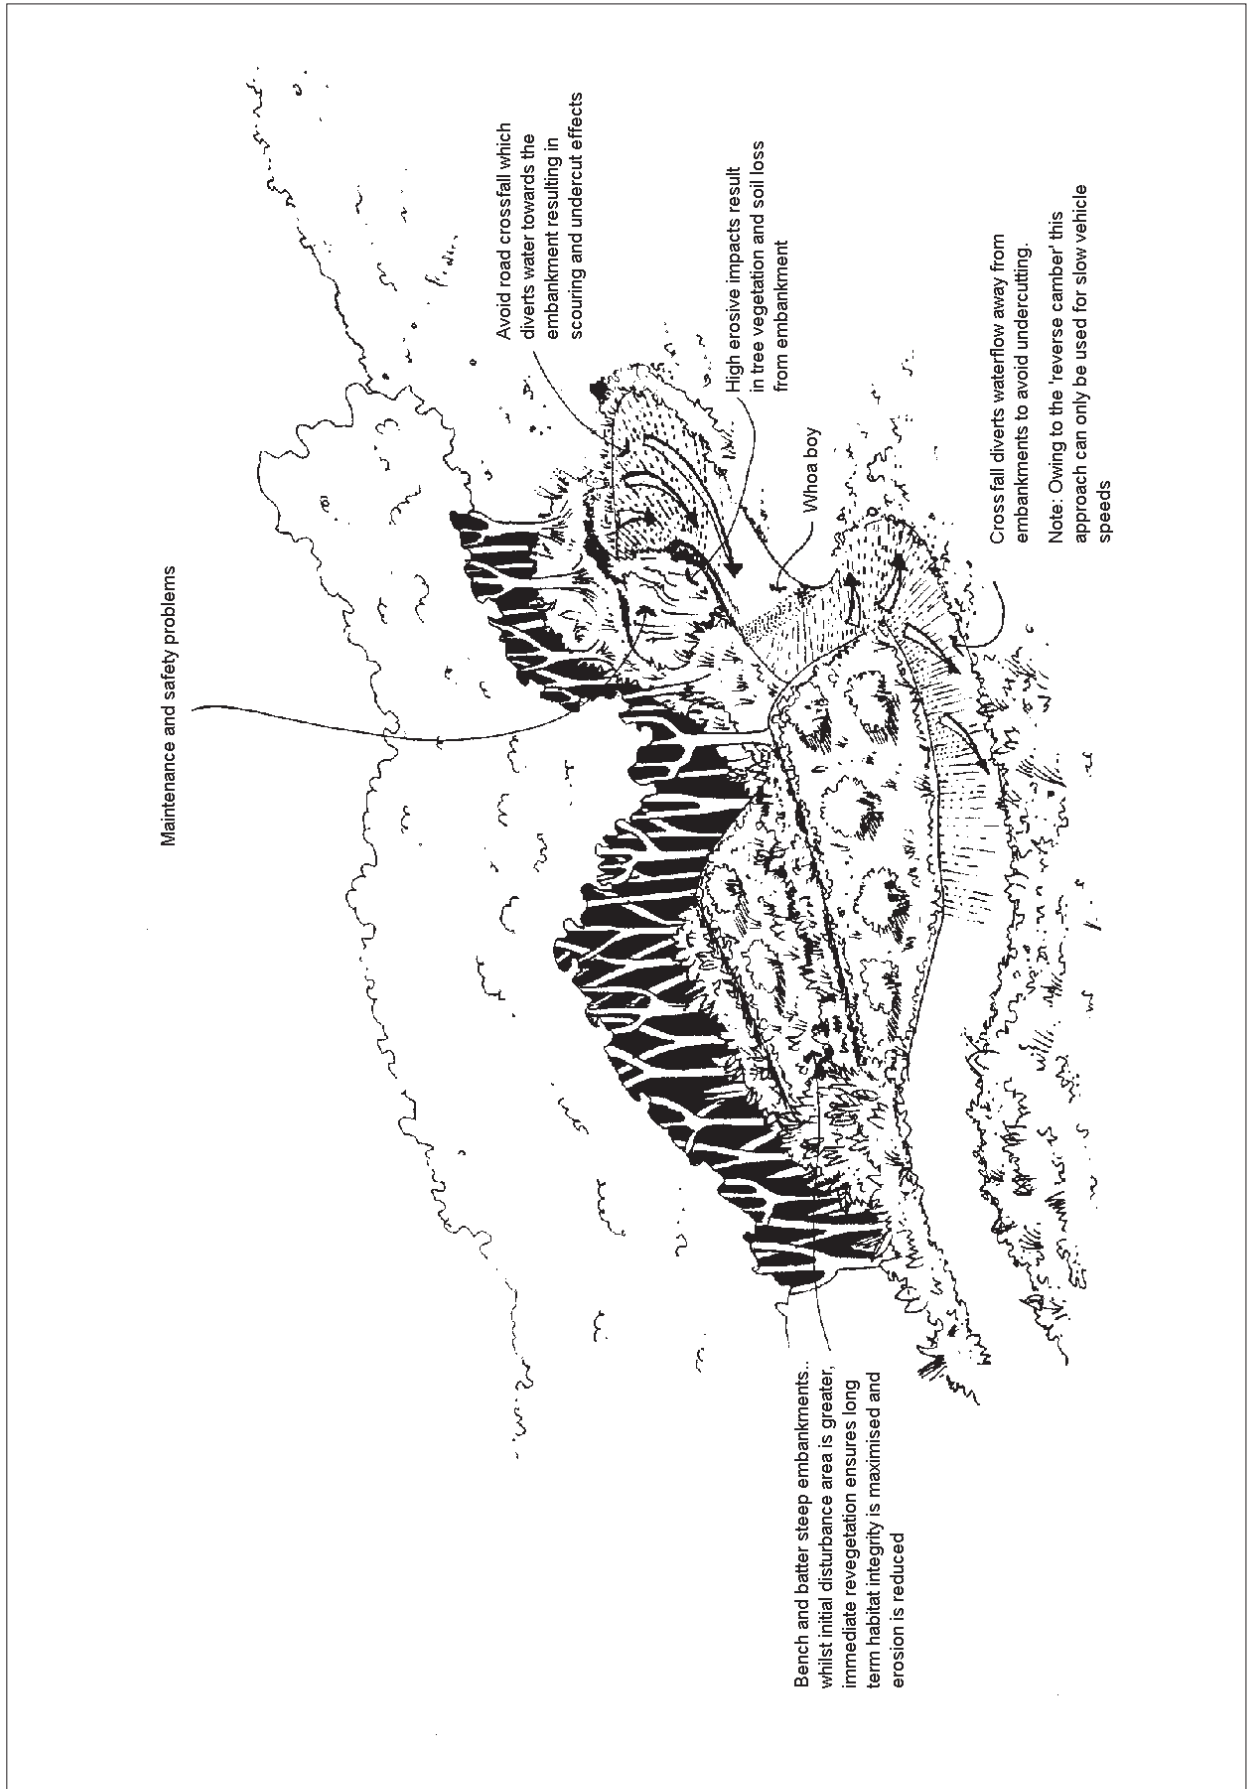 Maintenance and safety problems
Avoid road crossfall which
diverts water towards the
embankment resulting in
scouring and undercut effects
High erosive impacts result
in tree vegetation and soil loss
from embankment
Whoa boy
Cross fall diverts waterflow away from
embankments to avoid undercutting.
Note: Owing to the 'reverse camber' this
approach can only be used for slow vehicle
speeds
Bench and batter steep embankments..
whilst initial disturbance area is greater,
immediate revegetation ensures long
term habitat integrity is maximised and
erosion is reduced